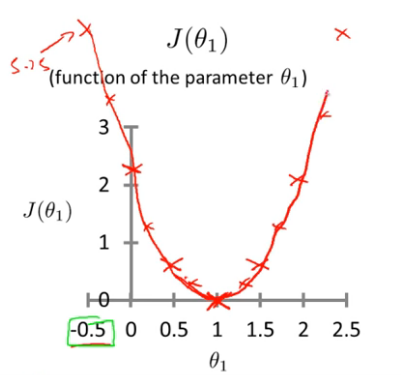 J(θ₁)
5.25
(function of the parameter θ₁)
3
2
J(θ₁)
1
0
-0.5 0 0.5 1 1.5 2 2.5
θ₁